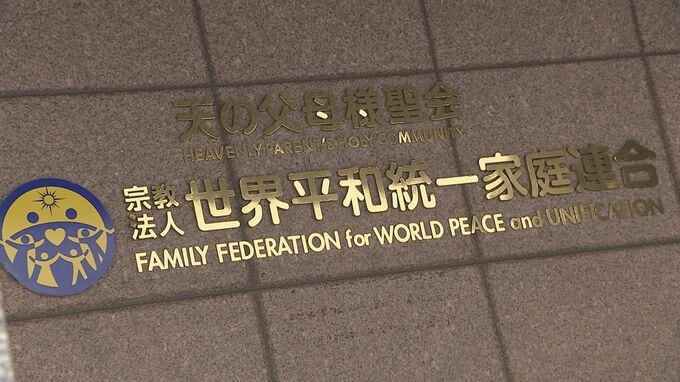 天の父母様聖会
HEAVENLY PARENT'S HOLY COMMUNITY
宗教法人 世界平和統一家庭連合
FAMILY FEDERATION for WORLD PEACE and UNIFICATION